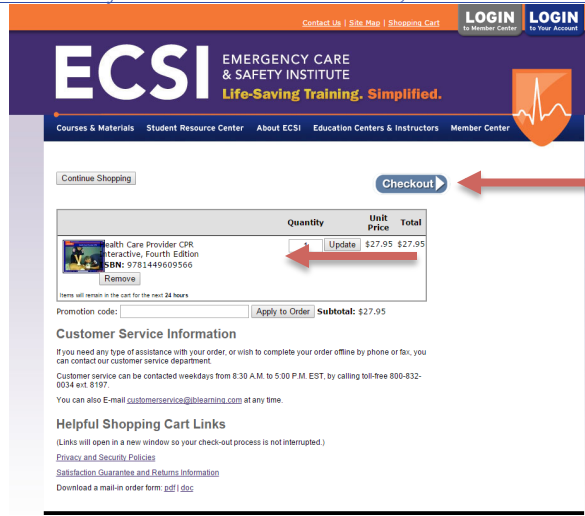 Contact Us | Site Map | Shopping Cart
LOGIN
to Member Center
LOGIN
to Your Account
ECSI
EMERGENCY CARE
& SAFETY INSTITUTE
Life-Saving Training. Simplified.
Courses & Materials Student Resource Center About ECSI Education Centers & Instructors Member Center
Continue Shopping
Checkout
Quantity Unit Price Total
Health Care Provider CPR
Interactive, Fourth Edition
ISBN: 9781449609566
Update $27.95 $27.95
Remove
Items will remain in the cart for the next 24 hours
Promotion code: Apply to Order Subtotal: $27.95
Customer Service Information
If you need any type of assistance with your order, or wish to complete your order offline by phone or fax, you
can contact our customer service department.
Customer service can be contacted weekdays from 8:30 A.M. to 5:00 P.M. EST, by calling toll-free 800-832-
0034 ext. 8197.
You can also E-mail customerservice@jblearning.com at any time.
Helpful Shopping Cart Links
(Links will open in a new window so your check-out process is not interrupted.)
Privacy and Security Policies
Satisfaction Guarantee and Returns Information
Download a mail-in order form: pdf | doc